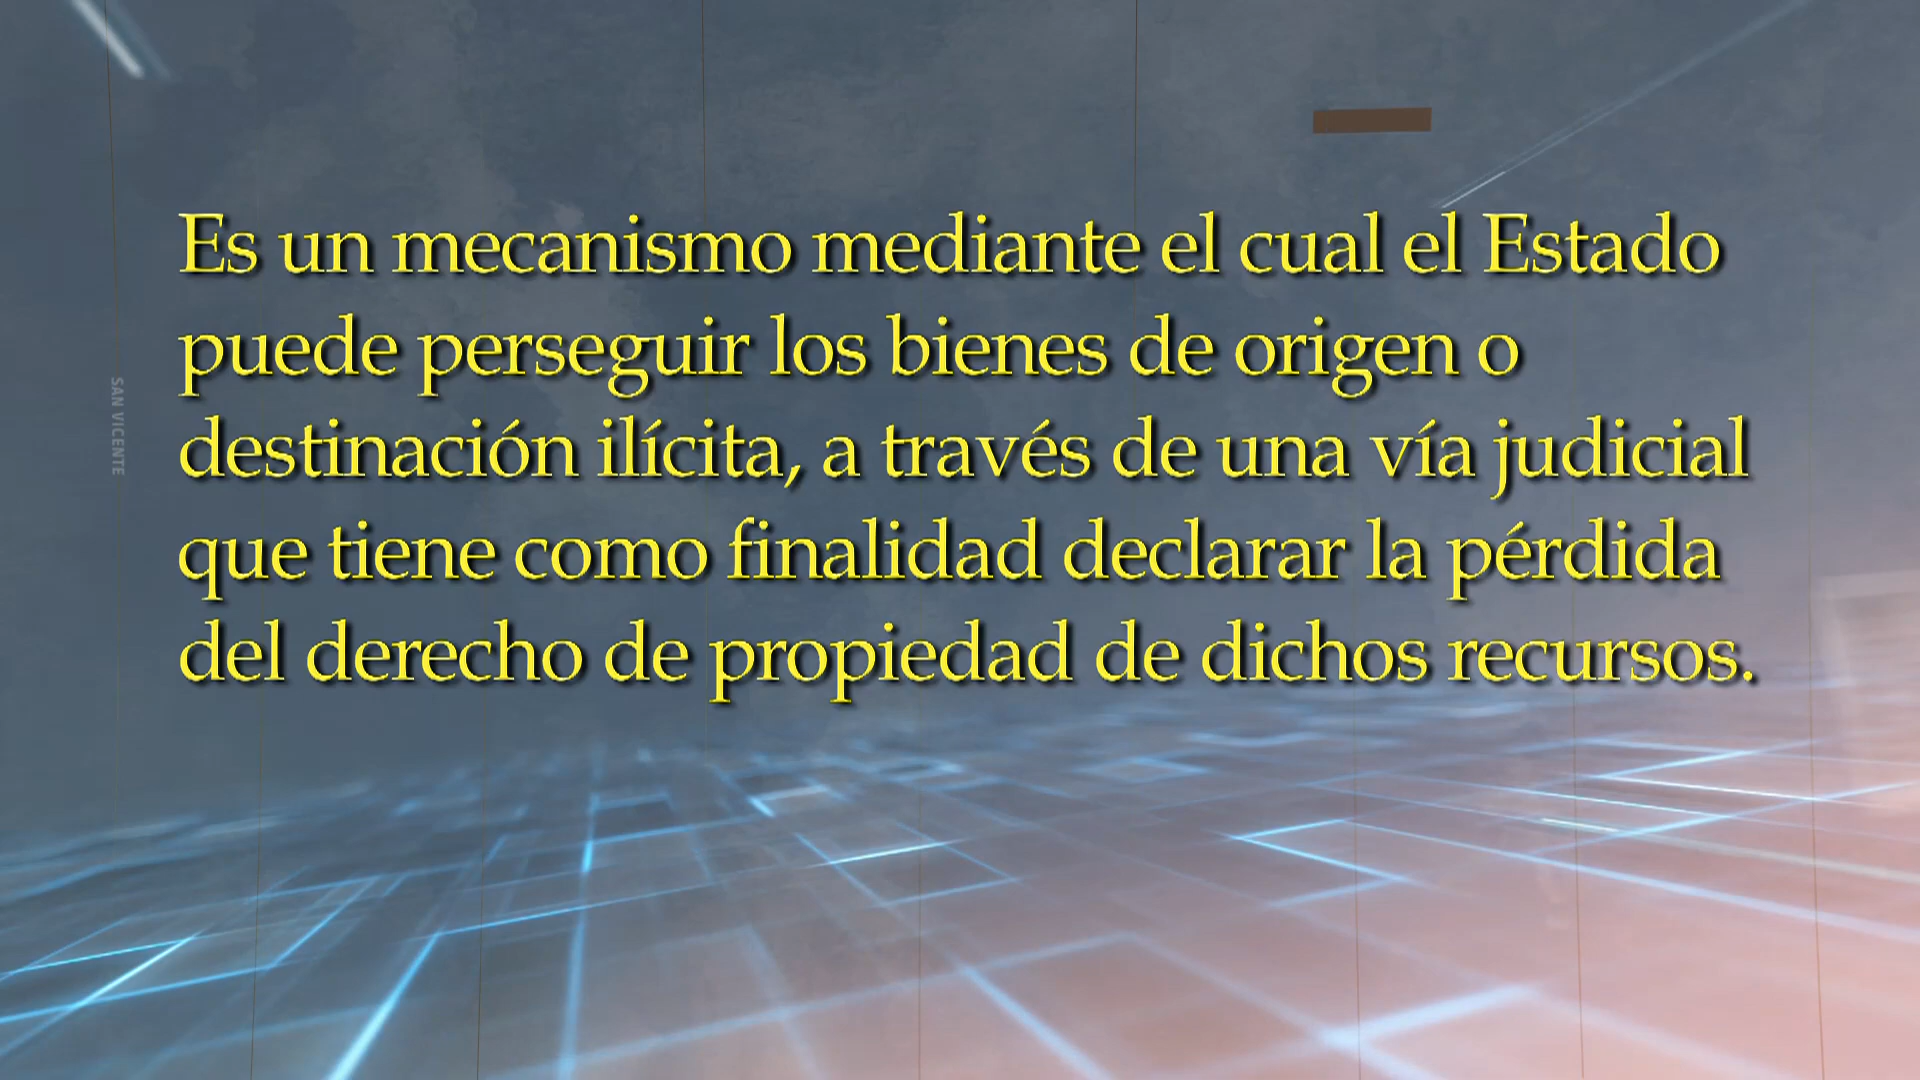 Es un mecanismo mediante el cual el Estado
puede perseguir los bienes de origen o
destinación ilícita, a través de una vía judicial
que tiene como finalidad declarar la pérdida
del derecho de propiedad de dichos recursos.
SAN VICENTE